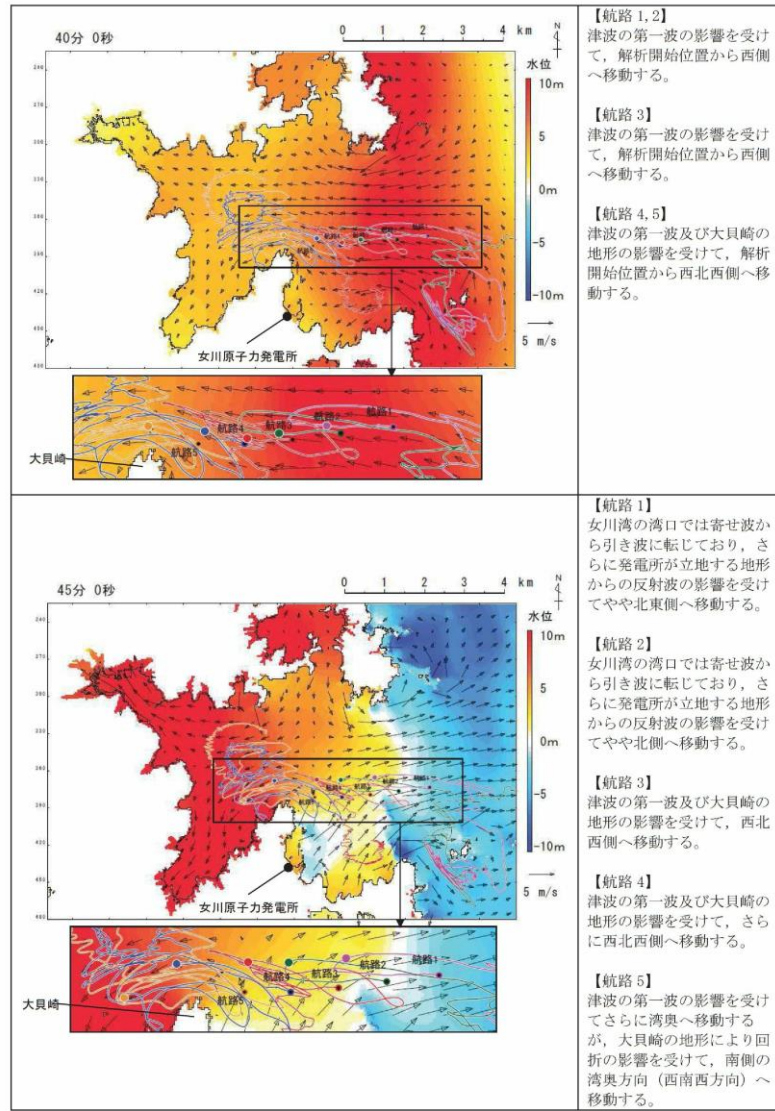 40分 0秒
0 1 2 3 4 km
N
水位
10m
5
0m
-5
-10m
5 m/s
女川原子力発電所
航路1
航路2
航路3
航路4
航路5
大貝崎
【航路 1,2】
津波の第一波の影響を受け
て，解析開始位置から西側
へ移動する。
【航路 3】
津波の第一波の影響を受け
て，解析開始位置から西側
へ移動する。
【航路 4,5】
津波の第一波及び大貝崎の
地形の影響を受けて，解析
開始位置から西北西側へ移
動する。
45分 0秒
0 1 2 3 4 km
N
水位
10m
5
0m
-5
-10m
5 m/s
女川原子力発電所
航路1
航路2
航路3
航路4
航路5
大貝崎
【航路 1】
女川湾の湾口では寄せ波か
ら引き波に転じており，さ
らに発電所が立地する地形
からの反射波の影響を受け
てやや北東側へ移動する。
【航路 2】
女川湾の湾口では寄せ波か
ら引き波に転じており，さ
らに発電所が立地する地形
からの反射波の影響を受け
てやや北側へ移動する。
【航路 3】
津波の第一波及び大貝崎の
地形の影響を受けて，西北
西側へ移動する。
【航路 4】
津波の第一波及び大貝崎の
地形の影響を受けて，さら
に西北西側へ移動する。
【航路 5】
津波の第一波の影響を受け
てさらに湾奥へ移動する
が，大貝崎の地形により回
折の影響を受けて，南側の
湾奥方向（西南西方向）へ
移動する。